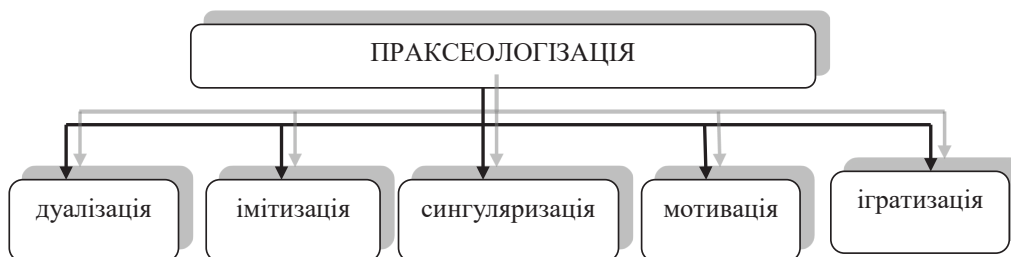 ПРАКСЕОЛОГІЗАЦІЯ
дуалізація
імітизація
сингуляризація
мотивація
ігратизація